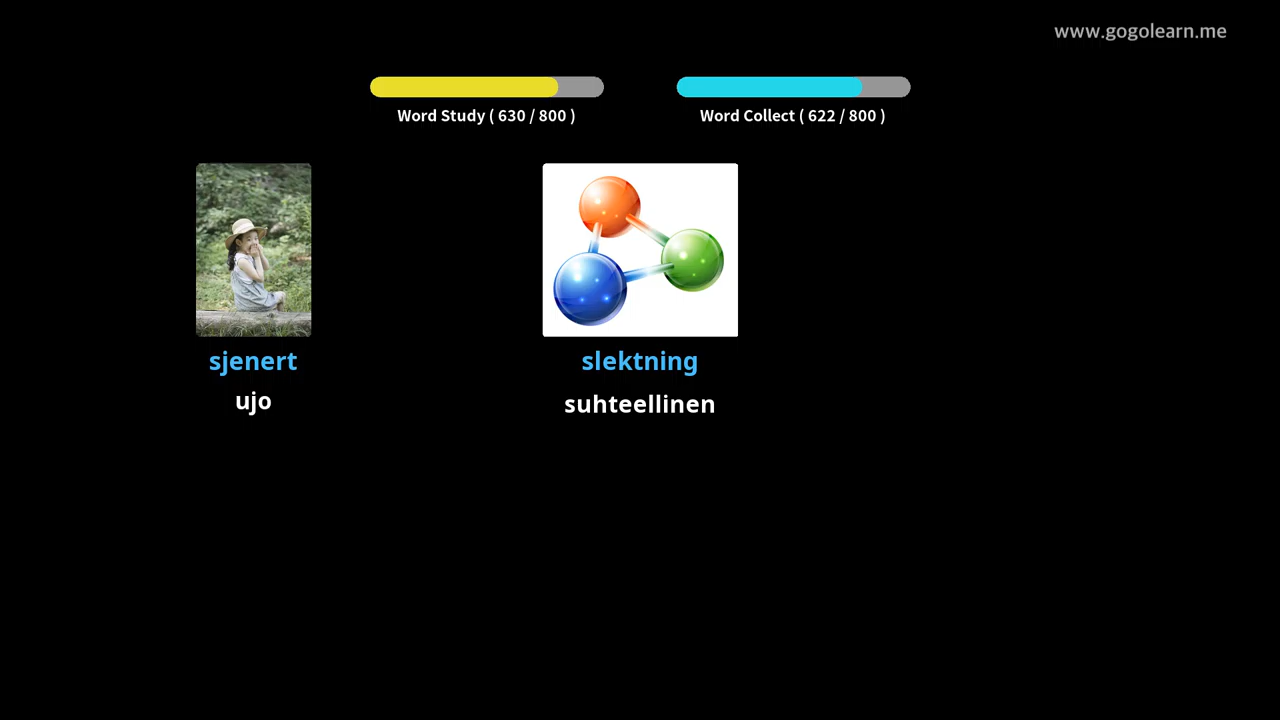 www.gogolearn.me
Word Study ( 630 / 800 )
Word Collect ( 622 / 800 )
sjenert
slektning
ujo
suhteellinen